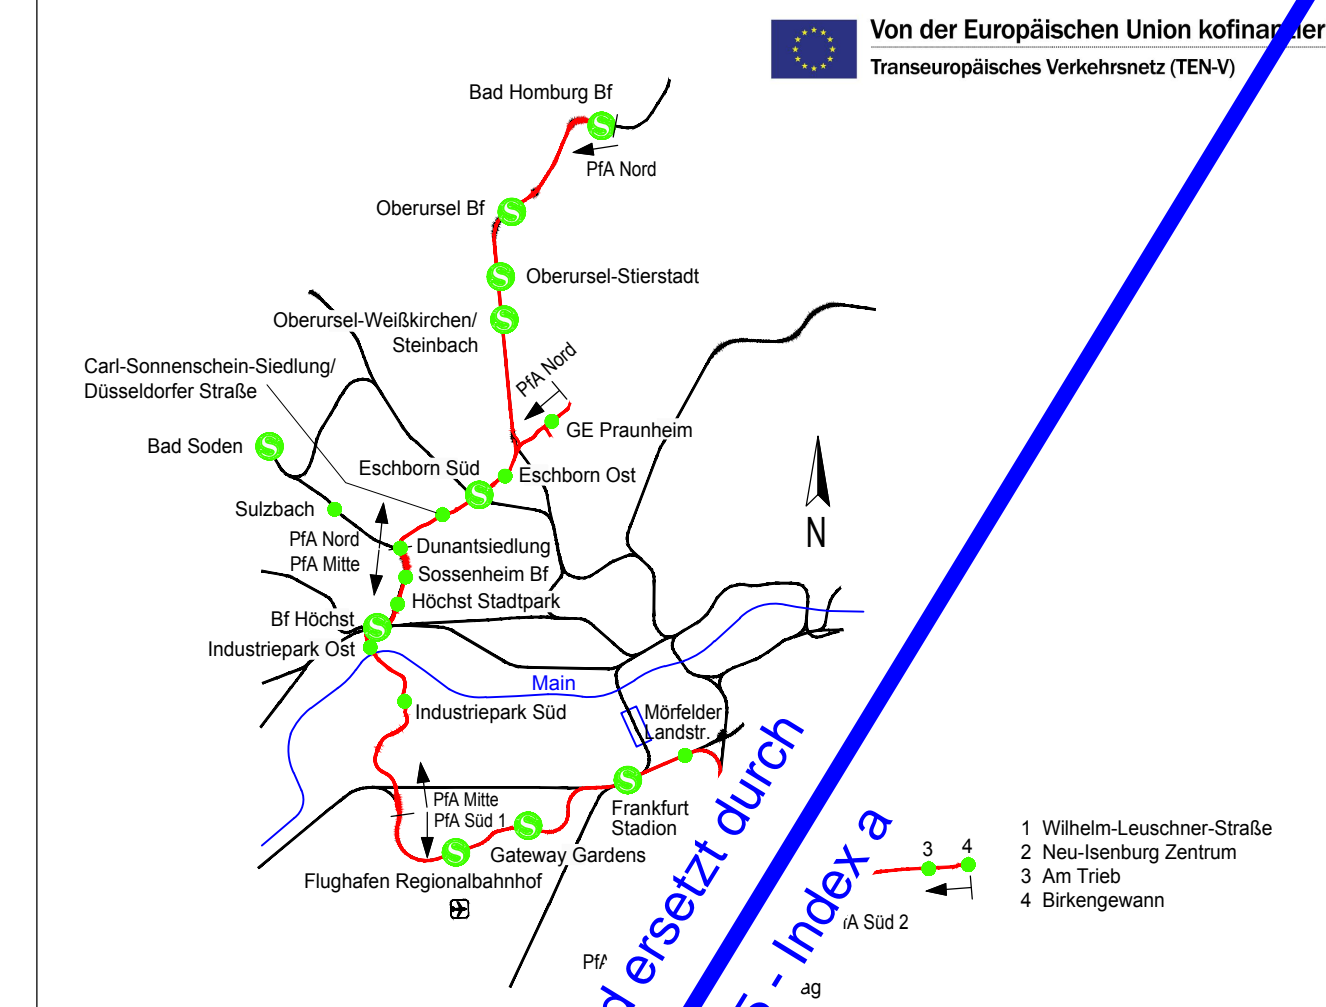 Von der Europäischen Union
Transeuropäisches Verkehrsnetz (TEN-V)
Bad Homburg Bf
PfA Nord
Oberursel Bf
Oberursel-Stierstadt
Oberursel-Weißkirchen/
Steinbach
PfA Nord
Carl-Sonnenschein-Siedlung/
Düsseldorfer Straße
GE Praunheim
Bad Soden
Eschborn Süd
Eschborn Ost
Sulzbach
PfA Nord
PfA Mitte
Dunantsiedlung
Sossenheim Bf
Höchst Stadtpark
Bf Höchst
Industriepark Ost
N
Main
Industriepark Süd
Mörfelder
Landstr.
PfA Mitte
PfA Süd 1
Frankfurt
Stadion
Gateway Gardens
Flughafen Regionalbahnhof
ersetzt durch
- Index a
3 4
Süd 2
1 Wilhelm-Leuschner-Straße
2 Neu-Isenburg Zentrum
3 Am Trieb
4 Birkengewann